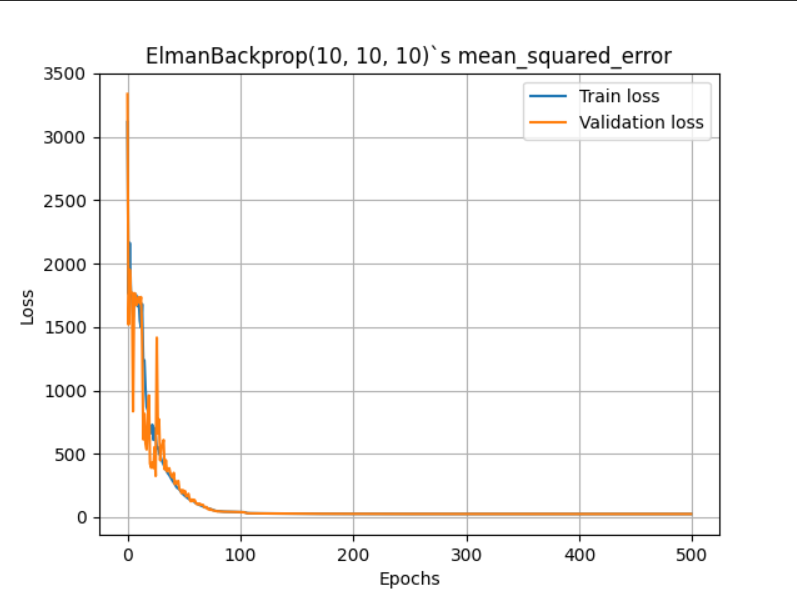 ElmanBackprop(10, 10, 10)`s mean_squared_error
Train loss
Validation loss
3500
3000
2500
2000
1500
1000
500
0
Loss
0 100 200 300 400 500
Epochs